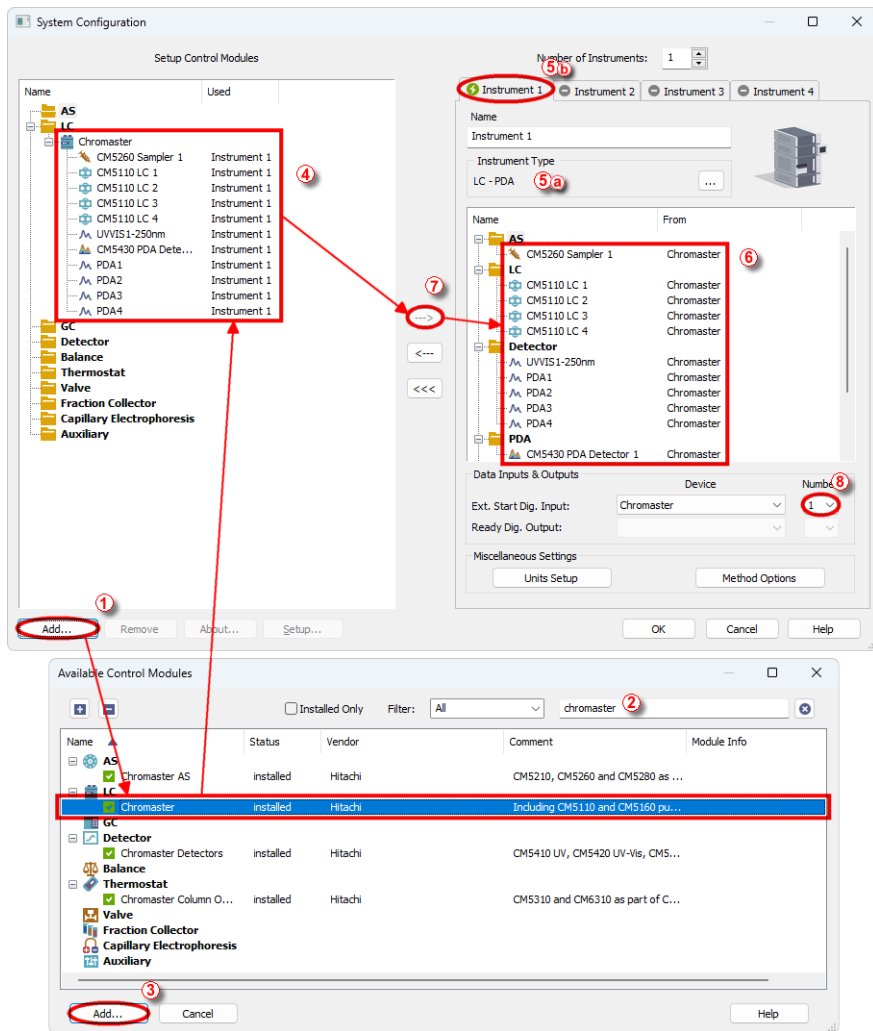 System Configuration
Setup Control Modules
Number of Instruments: 1
5 b
Name Used
AS
LC
Chromaster
CM5260 Sampler 1 Instrument 1
CM5110 LC 1 Instrument 1
CM5110 LC 2 Instrument 1
CM5110 LC 3 Instrument 1
CM5110 LC 4 Instrument 1
UVVIS1-250nm Instrument 1
CM5430 PDA Dete... Instrument 1
PDA1 Instrument 1
PDA2 Instrument 1
PDA3 Instrument 1
PDA4 Instrument 1
GC
Detector
Balance
Thermostat
Valve
Fraction Collector
Capillary Electrophoresis
Auxiliary
4
7
--->
<---
<<<
Instrument 1 Instrument 2 Instrument 3 Instrument 4
Name
Instrument 1
Instrument Type
LC - PDA 5 a ...
Name From
AS
CM5260 Sampler 1 Chromaster 6
LC
CM5110 LC 1 Chromaster
CM5110 LC 2 Chromaster
CM5110 LC 3 Chromaster
CM5110 LC 4 Chromaster
Detector
UVVIS1-250nm Chromaster
PDA1 Chromaster
PDA2 Chromaster
PDA3 Chromaster
PDA4 Chromaster
PDA
CM5430 PDA Detector 1 Chromaster
Data Inputs & Outputs
Device Numbe 8
Ext. Start Dig. Input: Chromaster 1
Ready Dig. Output:
Miscellaneous Settings
Units Setup Method Options
1
Add... Remove About... Setup... OK Cancel Help
Available Control Modules
Installed Only Filter: All chromaster 2
Name Status Vendor Comment Module Info
AS
Chromaster AS installed Hitachi CM5210, CM5260 and CM5280 as ...
LC
Chromaster installed Hitachi Including CM5110 and CM5160 pu...
GC
Detector
Chromaster Detectors installed Hitachi CM5410 UV, CM5420 UV-Vis, CM5...
Balance
Thermostat
Chromaster Column O... installed Hitachi CM5310 and CM6310 as part of C...
Valve
Fraction Collector
Capillary Electrophoresis
Auxiliary
3
Add... Cancel Help